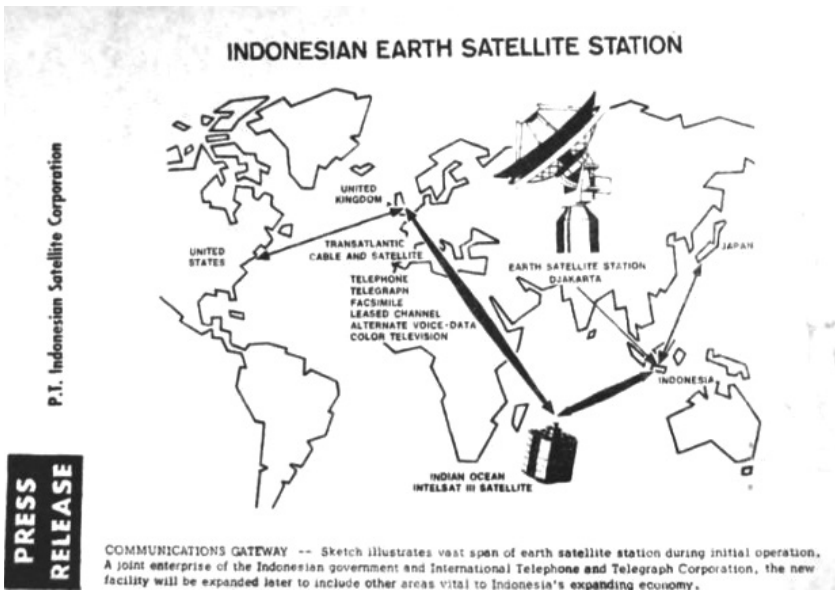 INDONESIAN EARTH SATELLITE STATION
P.T. Indonesian Satellite Corporation
PRESS
RELEASE
UNITED
KINGDOM
UNITED
STATES
TRANSATLANTIC
CABLE AND SATELLITE
TELEPHONE
TELEGRAPH
FACSIMILE
LEASED CHANNEL
ALTERNATE VOICE-DATA
COLOR TELEVISION
EARTH SATELLITE STATION
DJAKARTA
JAPAN
INDONESIA
INDIAN OCEAN
INTELSAT III SATELLITE
COMMUNICATIONS GATEWAY -- Sketch illustrates vast span of earth satellite station during initial operation.
A joint enterprise of the Indonesian government and International Telephone and Telegraph Corporation, the new
facility will be expanded later to include other areas vital to Indonesia's expanding economy.